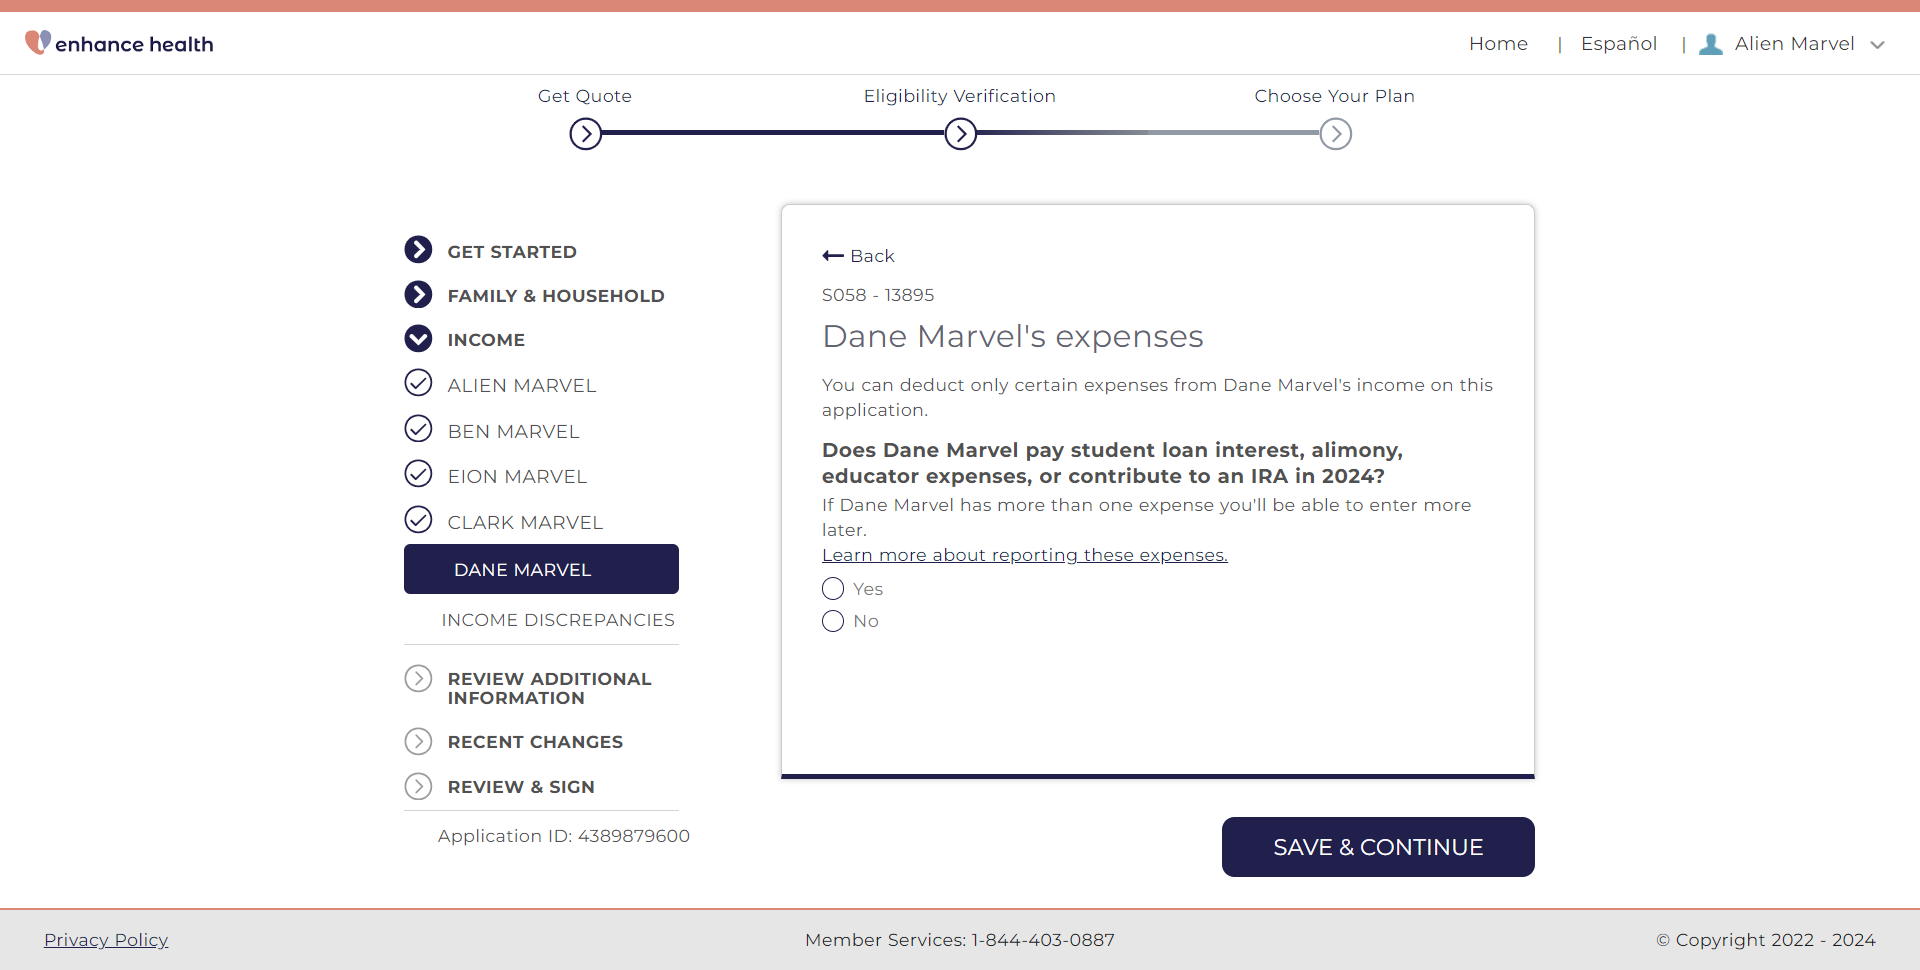 enhance health
Home | Español | Alien Marvel
Get Quote
Eligibility Verification
Choose Your Plan
GET STARTED
FAMILY & HOUSEHOLD
INCOME
ALIEN MARVEL
BEN MARVEL
EION MARVEL
CLARK MARVEL
DANE MARVEL
INCOME DISCREPANCIES
REVIEW ADDITIONAL
INFORMATION
RECENT CHANGES
REVIEW & SIGN
Application ID: 4389879600
Back
S058 - 13895
Dane Marvel's expenses
You can deduct only certain expenses from Dane Marvel's income on this
application.
Does Dane Marvel pay student loan interest, alimony,
educator expenses, or contribute to an IRA in 2024?
If Dane Marvel has more than one expense you'll be able to enter more
later.
Learn more about reporting these expenses.
Yes
No
SAVE & CONTINUE
Privacy Policy
Member Services: 1-844-403-0887
© Copyright 2022 - 2024